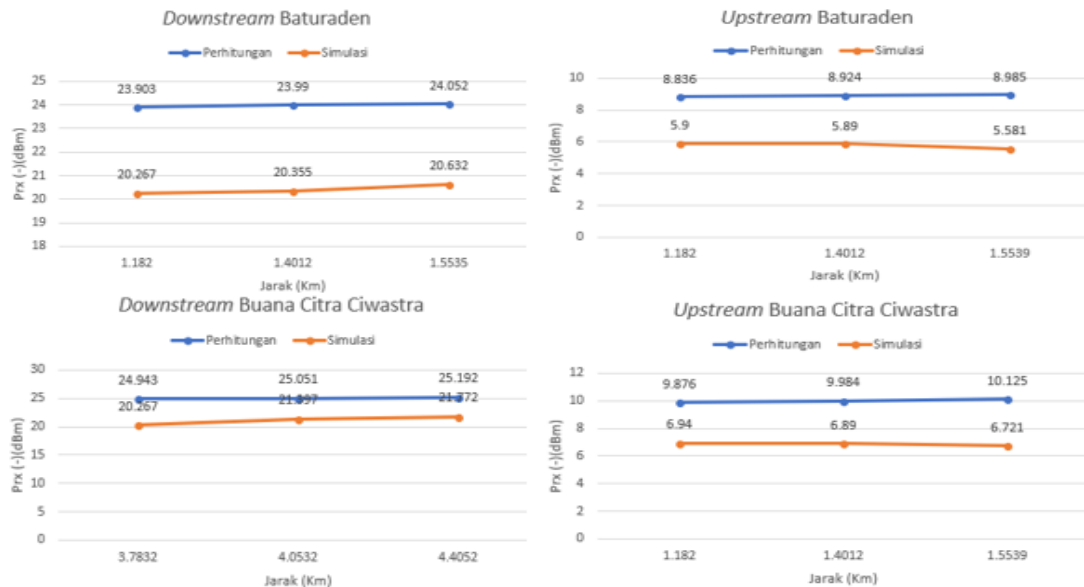 Downstream Baturaden
Perhitungan Simulasi
25
24
23
22
21
20
19
18
23.903 23.99 24.052
20.267 20.355 20.632
Prx (-)(dBm)
1.182 1.4012 1.5535
Jarak (Km)
Upstream Baturaden
Perhitungan Simulasi
10
8
6
4
2
0
8.836 8.924 8.985
5.9 5.89 5.581
Prx (-)(dBm)
1.182 1.4012 1.5539
Jarak (Km)
Downstream Buana Citra Ciwastra
Perhitungan Simulasi
30
25
20
15
10
5
0
24.943 25.051 25.192
20.267
Prx (-)(dBm)
3.7832 4.0532 4.4052
Jarak (Km)
Upstream Buana Citra Ciwastra
Perhitungan Simulasi
12
10
8
6
4
2
0
9.876 9.984 10.125
6.94 6.89 6.721
Prx (-)(dBm)
1.182 1.4012 1.5539
Jarak (Km)